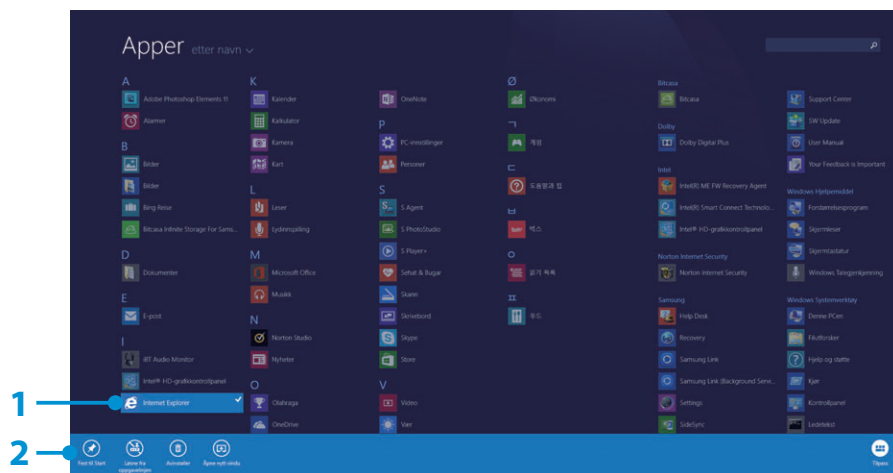 Apper etter navn
A
Adobe Photoshop Elements 11
Alarmer
B
Bilder
Bilder
Bing Reise
Bitcasa Infinite Storage For Sams...
D
Dokumenter
E
E-post
I
iBT Audio Monitor
Intel® HD-grafikkontrollpanel
1
Internet Explorer
K
Kalender
Kalkulator
Kamera
Kart
L
Leser
Lydinnspilling
M
Microsoft Office
Musikk
N
Norton Studio
Nyheter
O
Olahraga
OneDrive
OneNote
P
PC-innstillinger
Personer
S
S Agent
S PhotoStudio
S Player+
Sehat & Bugar
Skann
Skrivebord
Skype
Store
V
Video
Vær
Ø
Økonomi
ㄱ
게임
ㄷ
도움말과 팁
ㅂ
벅스
ㅇ
읽기 목록
ㅍ
푸드
Bitcasa
Bitcasa
Dolby
Dolby Digital Plus
Intel
Intel(R) ME FW Recovery Agent
Intel(R) Smart Connect Technolo...
Intel® HD-grafikkontrollpanel
Norton Internet Security
Norton Internet Security
Samsung
Help Desk
Recovery
Samsung Link
Samsung Link (Background Servi...
Settings
SideSync
Support Center
SW Update
User Manual
Your Feedback is Important
Windows Hjelpemiddel
Forstørrelsesprogram
Skjermleser
Skjermtastatur
Windows Talegjenkjenning
Windows Systemverktøy
Denne PCen
Filutforsker
Hjelp og støtte
Kjør
Kontrollpanel
Ledetekst
2
Fest til Start
Løsne fra
oppgavelinjen
Avinstaller
Åpne nytt vindu
Tilpass